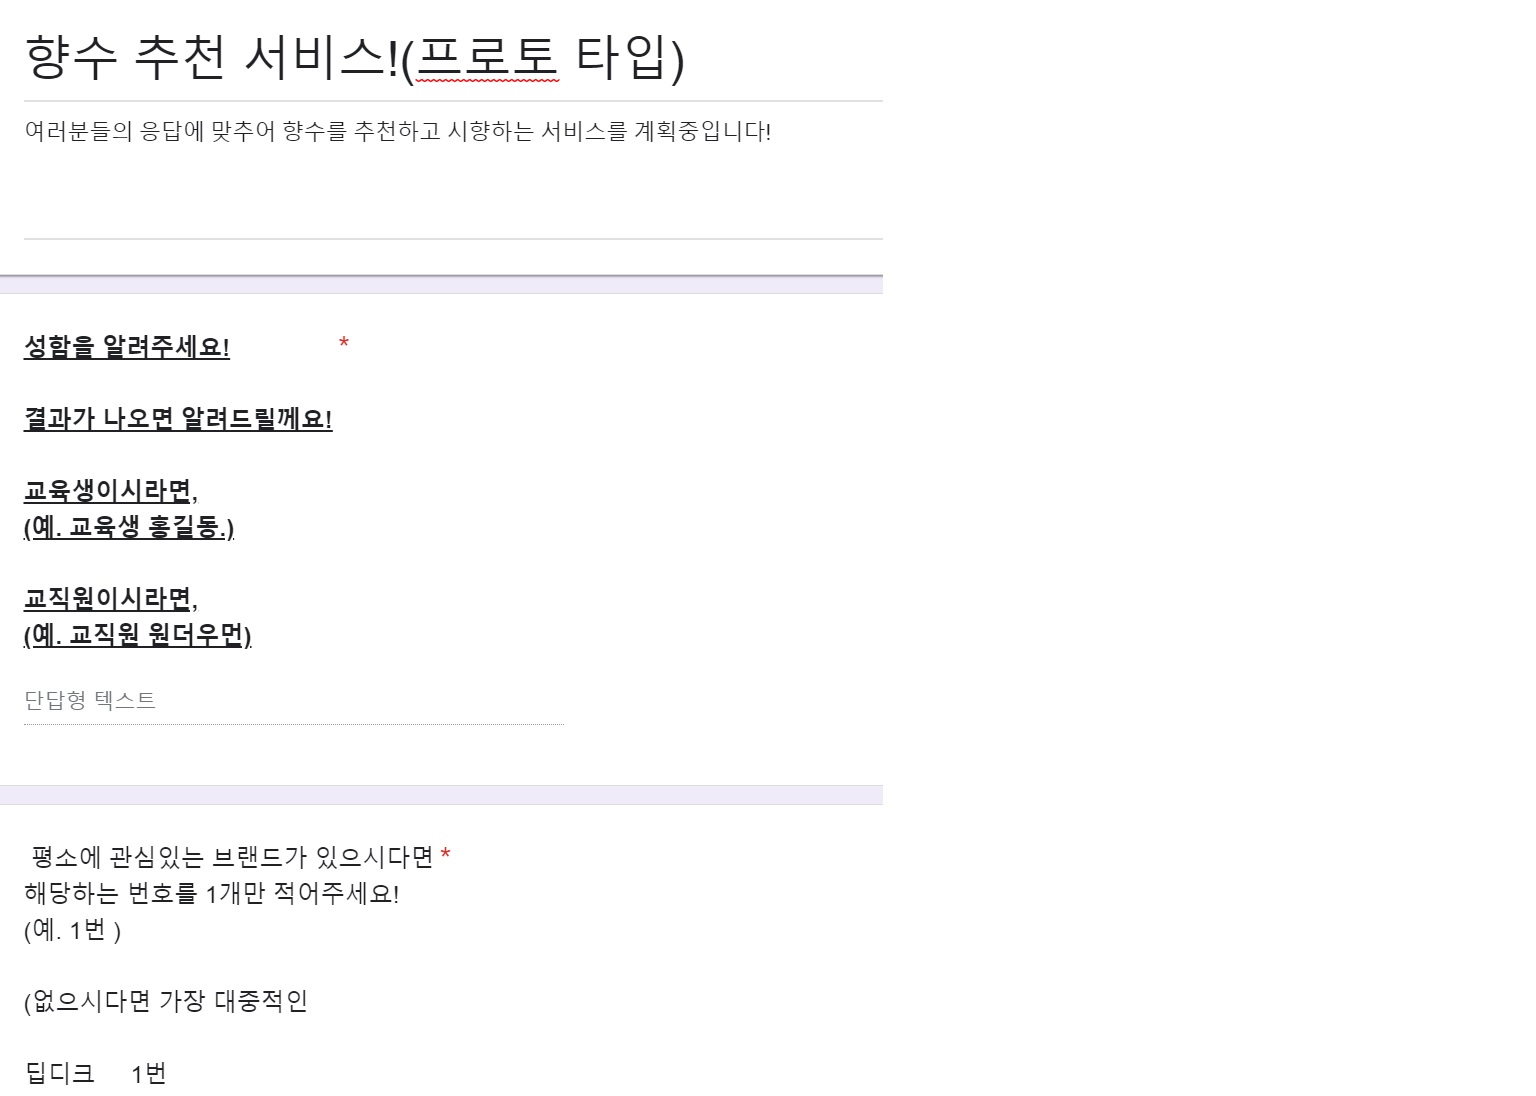 향수 추천 서비스!(프로토 타입)
여러분들의 응답에 맞추어 향수를 추천하고 시향하는 서비스를 계획중입니다!
성함을 알려주세요! *
결과가 나오면 알려드릴께요!
교육생이시라면,
(예. 교육생 홍길동.)
교직원이시라면,
(예. 교직원 원더우먼)
단답형 텍스트
평소에 관심있는 브랜드가 있으시다면 *
해당하는 번호를 1개만 적어주세요!
(예. 1번 )
(없으시다면 가장 대중적인
딥디크 1번